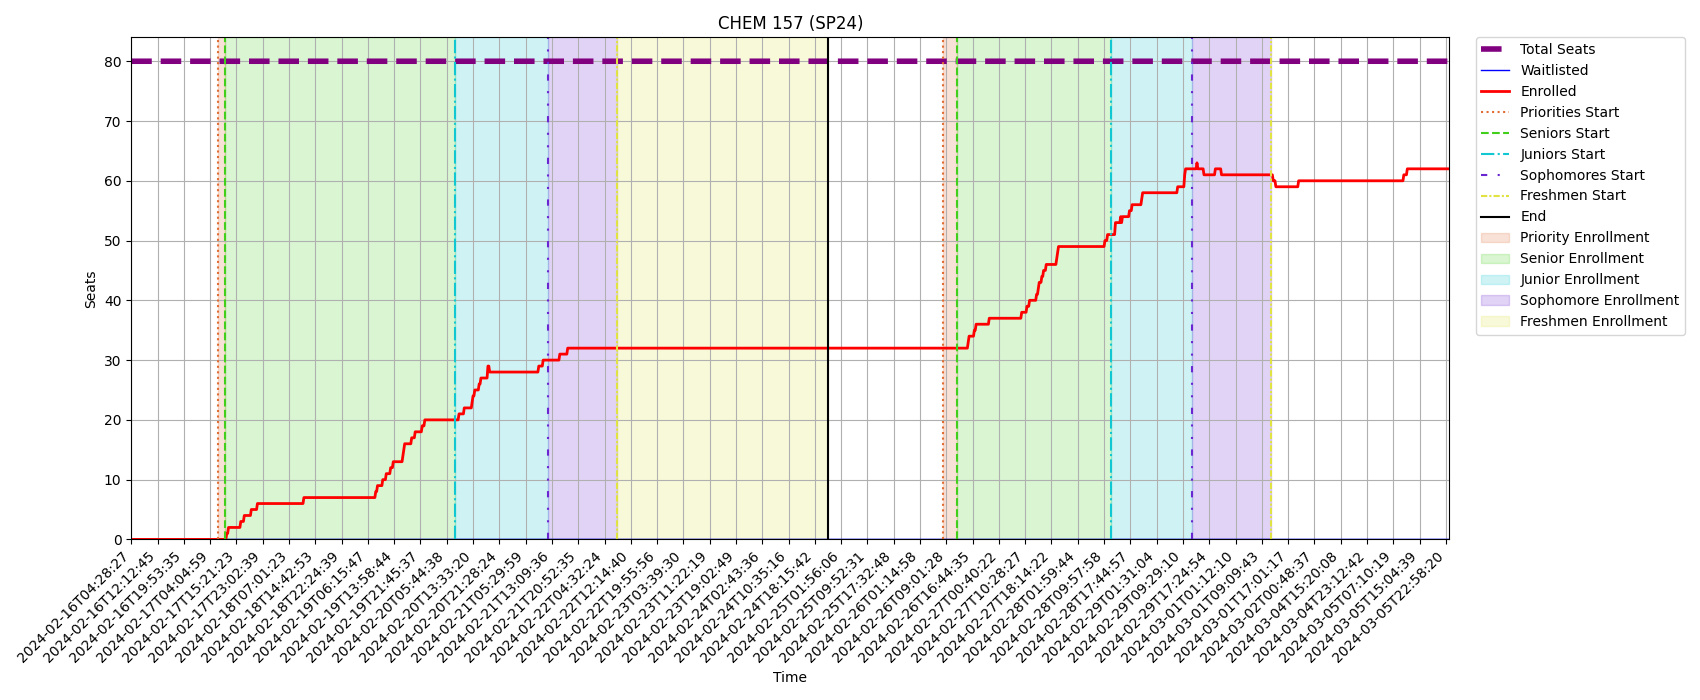 CHEM 157 (SP24)
Seats
80
70
60
50
40
30
20
10
0
2024-02-16T04:28:27
2024-02-16T12:12:45
2024-02-16T19:53:35
2024-02-17T04:04:59
2024-02-17T15:21:23
2024-02-17T23:02:39
2024-02-18T07:01:23
2024-02-18T14:42:53
2024-02-18T22:24:39
2024-02-19T06:15:47
2024-02-19T13:58:44
2024-02-19T21:45:37
2024-02-20T05:44:38
2024-02-20T13:33:20
2024-02-20T21:28:24
2024-02-21T05:29:59
2024-02-21T13:09:36
2024-02-21T20:52:35
2024-02-22T04:32:24
2024-02-22T12:14:40
2024-02-22T19:55:56
2024-02-23T03:39:30
2024-02-23T11:22:19
2024-02-23T19:02:49
2024-02-24T02:43:36
2024-02-24T10:35:16
2024-02-24T18:15:42
2024-02-25T01:56:06
2024-02-25T09:52:31
2024-02-25T17:32:48
2024-02-26T01:14:58
2024-02-26T09:01:28
2024-02-26T16:44:35
2024-02-27T00:40:22
2024-02-27T10:28:27
2024-02-27T18:14:22
2024-02-28T01:59:44
2024-02-28T09:57:58
2024-02-28T17:44:57
2024-02-29T01:31:04
2024-02-29T09:29:10
2024-02-29T17:24:54
2024-03-01T01:12:10
2024-03-01T09:09:43
2024-03-01T17:01:17
2024-03-02T00:48:37
2024-03-04T15:20:08
2024-03-04T23:12:42
2024-03-05T07:10:19
2024-03-05T15:04:39
2024-03-05T22:58:20
Time
Total Seats
Waitlisted
Enrolled
Priorities Start
Seniors Start
Juniors Start
Sophomores Start
Freshmen Start
End
Priority Enrollment
Senior Enrollment
Junior Enrollment
Sophomore Enrollment
Freshmen Enrollment